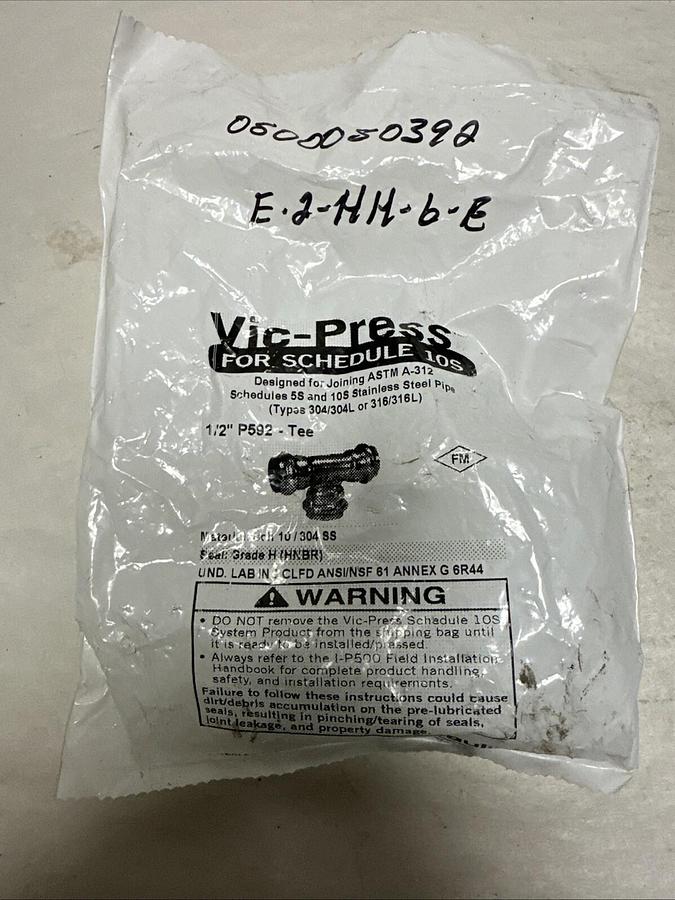 0500050392
E-2-HH-6-E
Vic-Press
FOR SCHEDULE 10S
Designed for Joining ASTM A-312
Schedules 5S and 10S Stainless Steel Pipe
(Types 304/304L or 316/316L)
1/2" P592 - Tee
FM
10 / 304 SS
Seal: Grade H (HNBR)
UND. LAB IN CLFD ANSI/NSF 61 ANNEX G 6R44
WARNING
• DO NOT remove the Vic-Press Schedule 10S
System Product from the shipping bag until
it is ready to be installed/pressed.
• Always refer to the I-P500 Field Installation
Handbook for complete product handling,
safety, and installation requirements.
Failure to follow these instructions could cause
dirt/debris accumulation on the pre-lubricated
seals, resulting in pinching/tearing of seals,
joint leakage, and property damage.